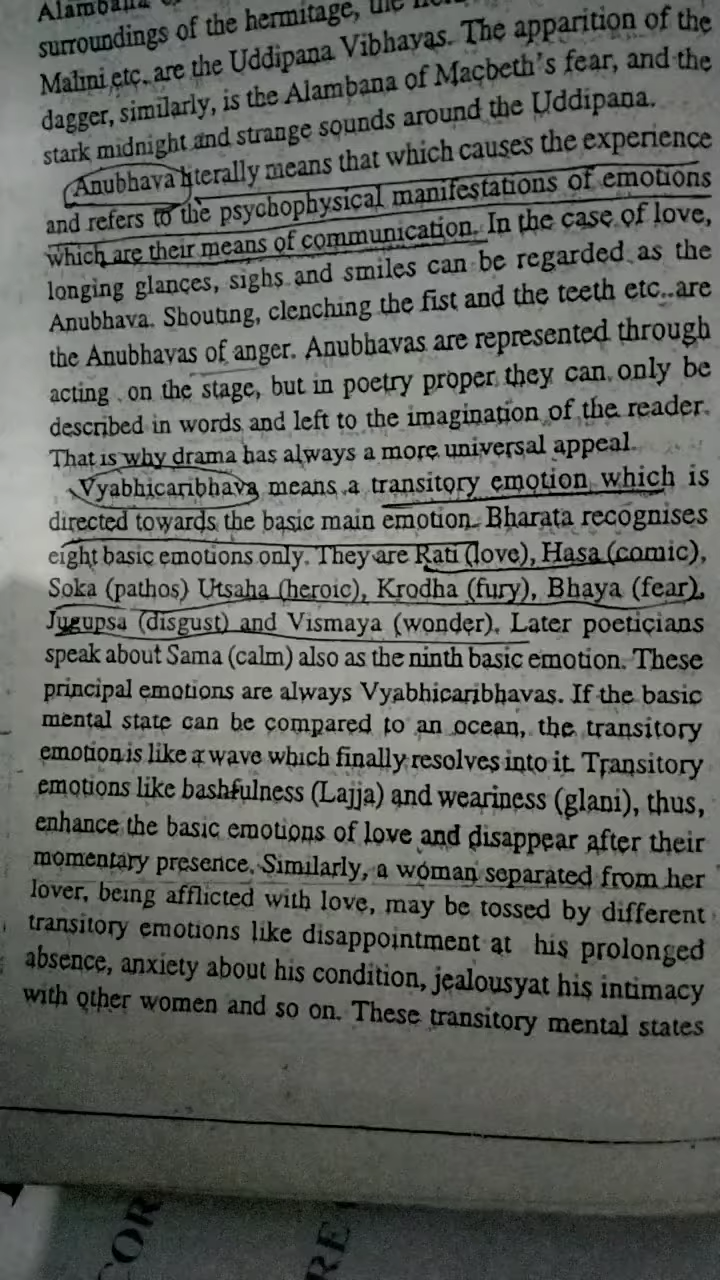 Alambana
surroundings of the hermitage, the
Malini,etc. are the Uddipana Vibhavas. The apparition of the
dagger, similarly, is the Alambana of Macbeth's fear, and the
stark midnight and strange sounds around the Uddipana.
Anubhava literally means that which causes the experience
and refers to the psychophysical manifestations of emotions
which are their means of communication. In the case of love,
longing glances, sighs and smiles can be regarded as the
Anubhava. Shouting, clenching the fist and the teeth etc..are
the Anubhavas of anger. Anubhavas are represented through
acting on the stage, but in poetry proper they can only be
described in words and left to the imagination of the reader.
That is why drama has always a more universal appeal.
Vyabhicaribhava means a transitory emotion which is
directed towards the basic main emotion. Bharata recognises
eight basic emotions only. They are Rati (love), Hasa (comic),
Soka (pathos) Utsaha (heroic), Krodha (fury), Bhaya (fear),
Jugupsa (disgust) and Vismaya (wonder). Later poeticians
speak about Sama (calm) also as the ninth basic emotion. These
principal emotions are always Vyabhicaribhavas. If the basic
mental state can be compared to an ocean, the transitory
emotion is like a wave which finally resolves into it. Transitory
emotions like bashfulness (Lajja) and weariness (glani), thus,
enhance the basic emotions of love and disappear after their
momentary presence. Similarly, a woman separated from her
lover, being afflicted with love, may be tossed by different
transitory emotions like disappointment at his prolonged
absence, anxiety about his condition, jealousyat his intimacy
with other women and so on. These transitory mental states
COR
RE